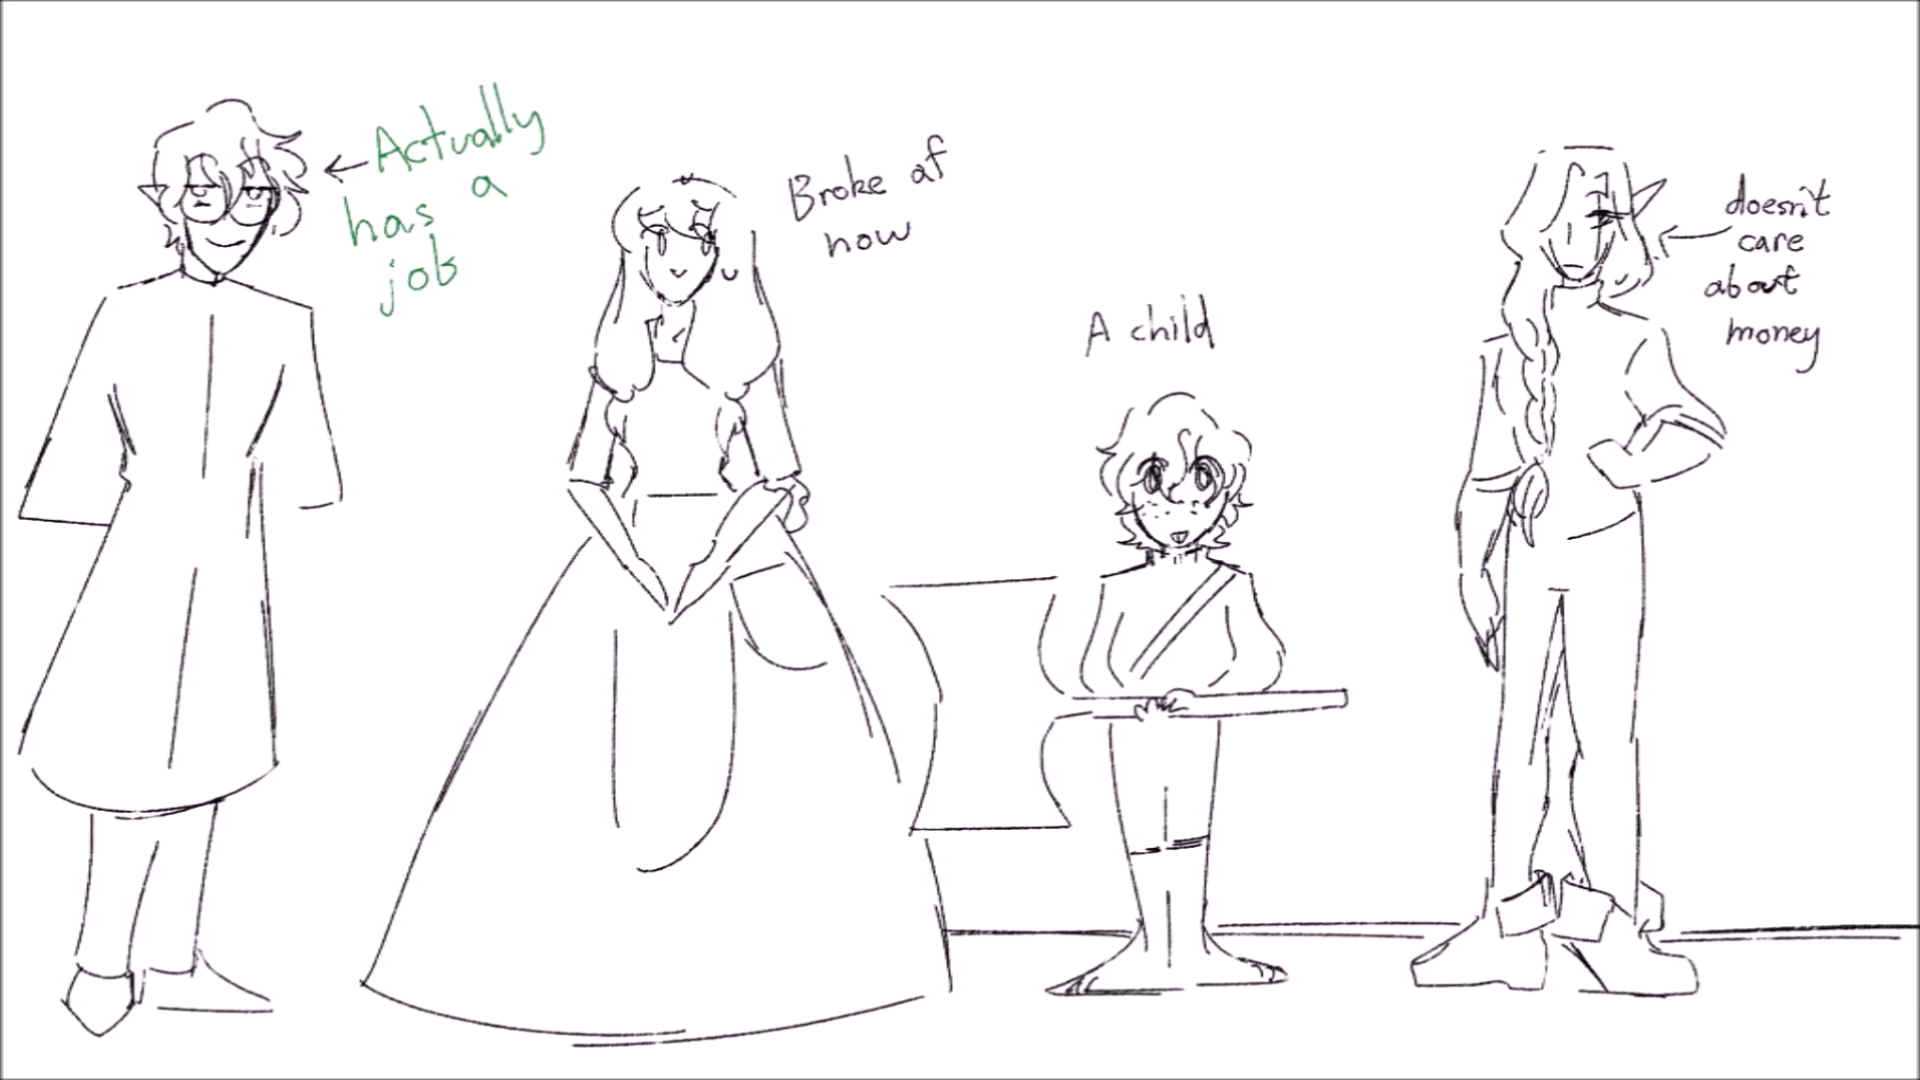 ← Actually
a
has
job
Broke af
now
A child
doesn't
care
about
money